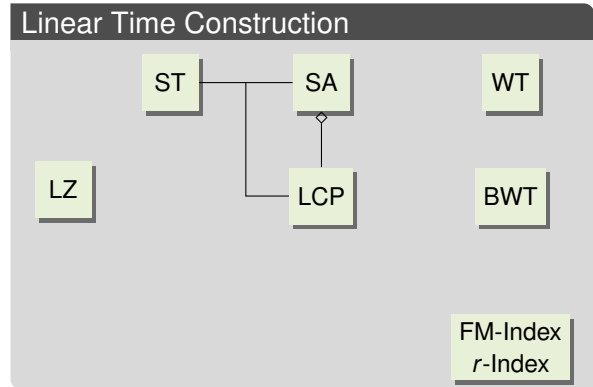 Linear Time Construction
ST
SA
WT
LZ
LCP
BWT
FM-Index
r-Index